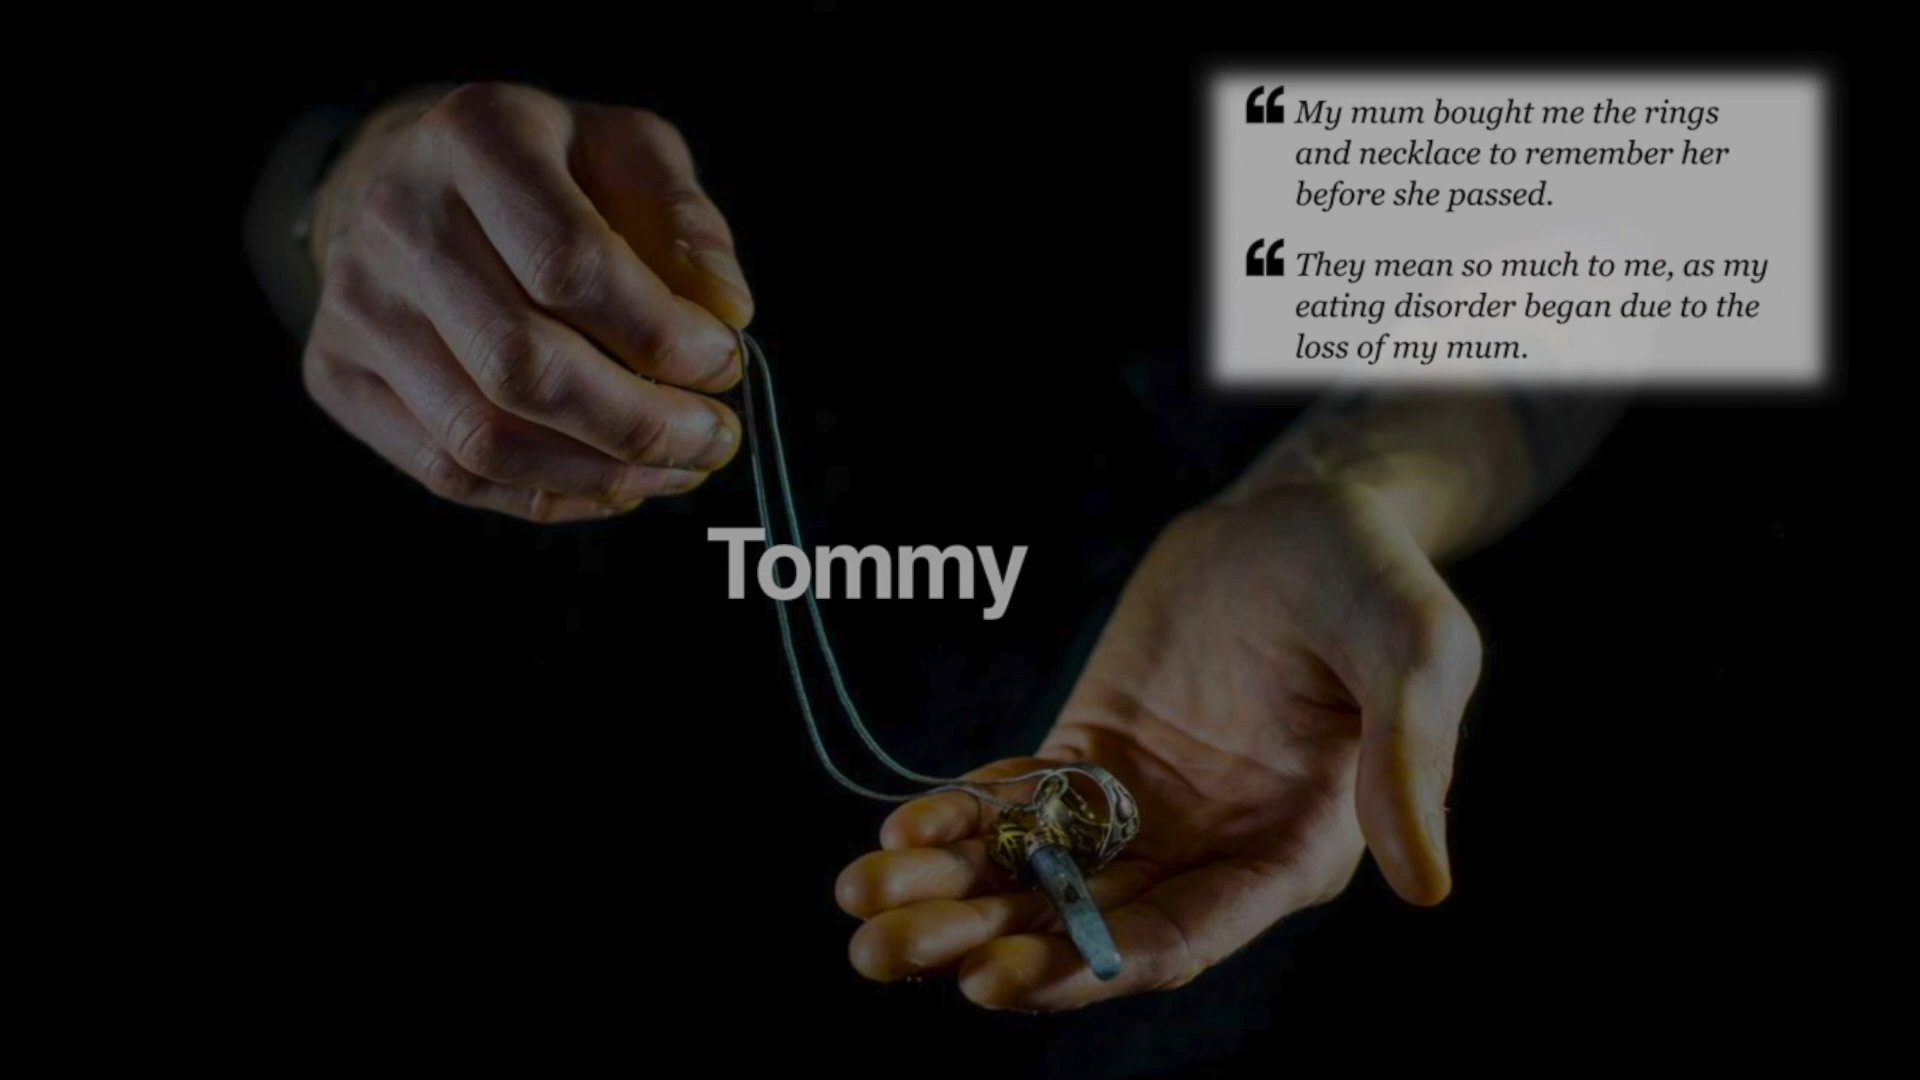 “ My mum bought me the rings
and necklace to remember her
before she passed.
“ They mean so much to me, as my
eating disorder began due to the
loss of my mum.
Tommy